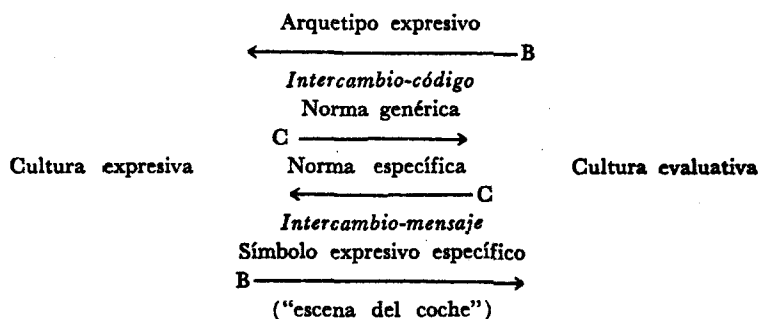 Arquetipo expresivo
B
Intercambio-código
Norma genérica
C
Cultura expresiva Norma específica Cultura evaluativa
C
Intercambio-mensaje
Símbolo expresivo específico
B
("escena del coche")